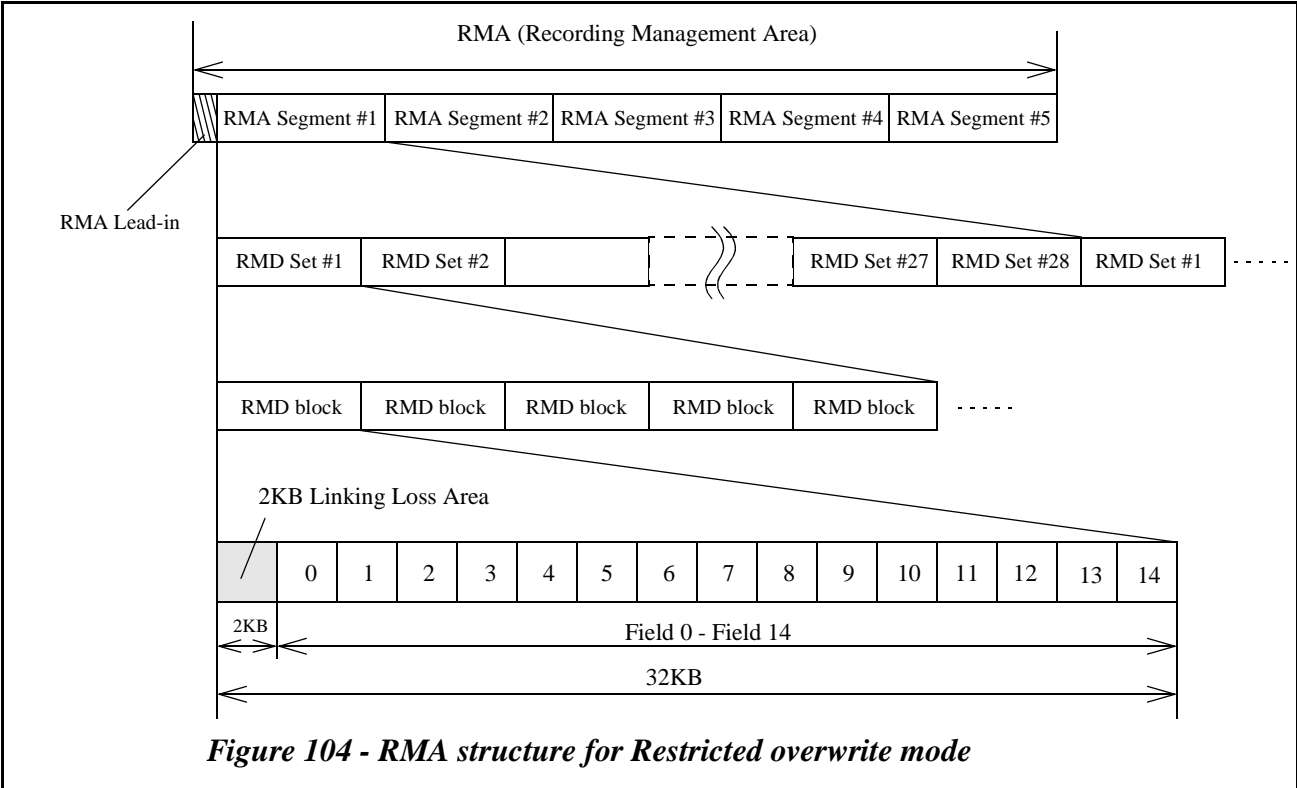 RMA (Recording Management Area)
RMA Segment #1 RMA Segment #2 RMA Segment #3 RMA Segment #4 RMA Segment #5
RMA Lead-in
RMD Set #1 RMD Set #2 RMD Set #27 RMD Set #28 RMD Set #1
RMD block RMD block RMD block RMD block RMD block
2KB Linking Loss Area
0 1 2 3 4 5 6 7 8 9 10 11 12 13 14
2KB Field 0 - Field 14
32KB
Figure 104 - RMA structure for Restricted overwrite mode